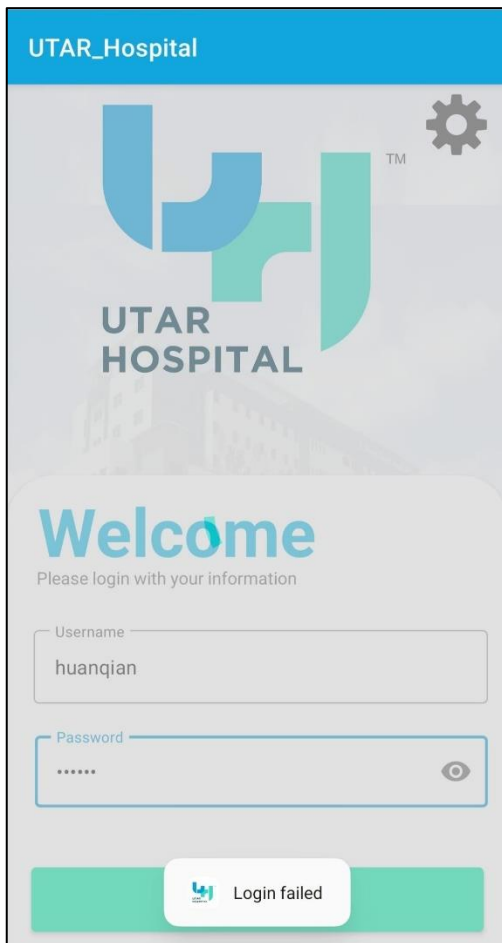 UTAR_Hospital
TM
UTAR
HOSPITAL
Welcome
Please login with your information
Username
huanqian
Password
••••••
Login failed